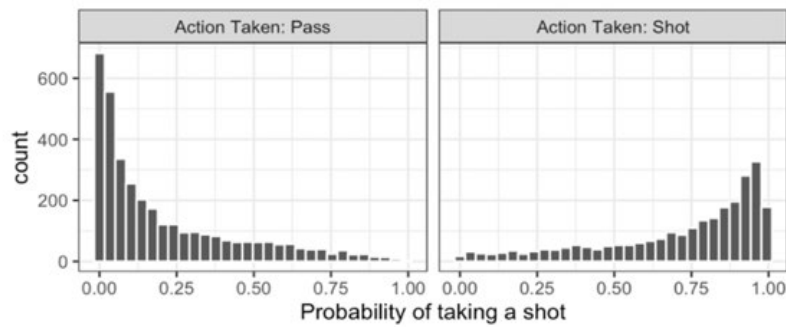 Action Taken: Pass
Action Taken: Shot
count
600
400
200
0
0.00 0.25 0.50 0.75 1.00
0.00 0.25 0.50 0.75 1.00
Probability of taking a shot